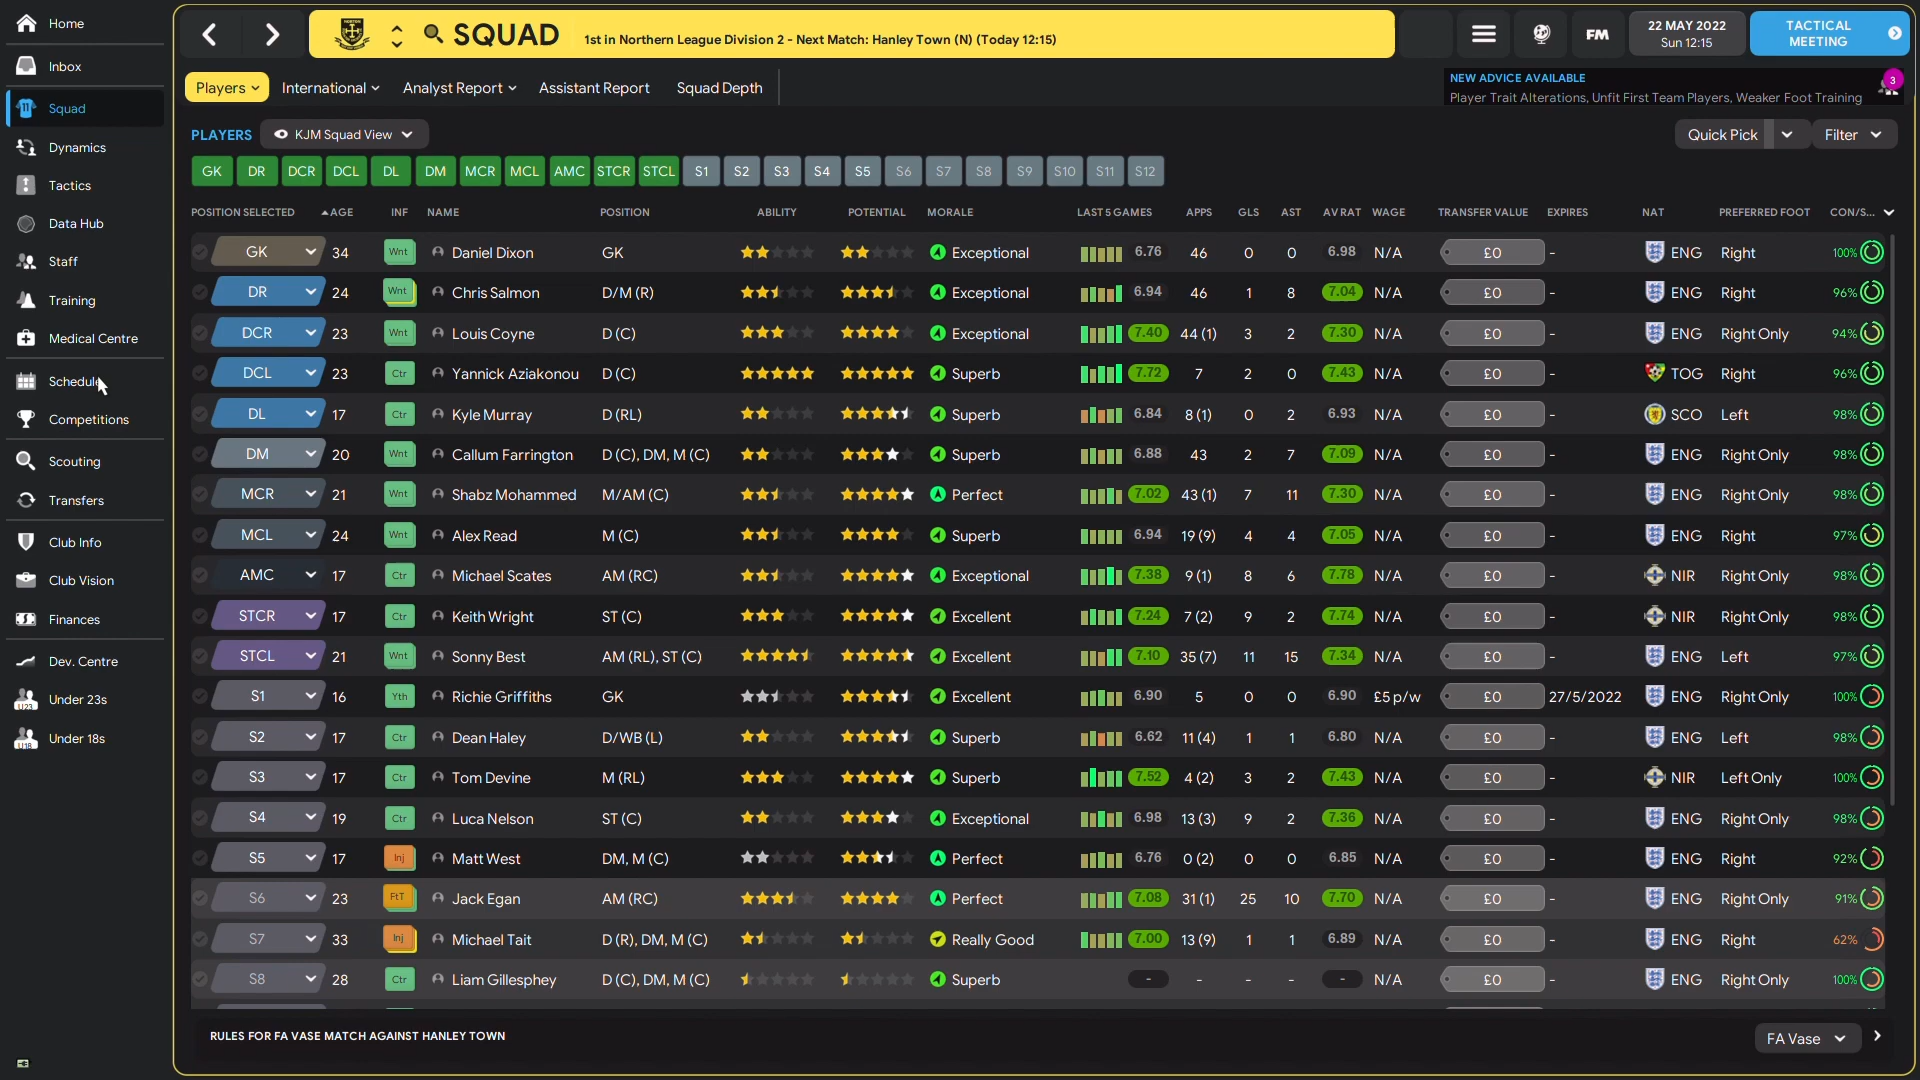 Home
Inbox
Squad
Dynamics
Tactics
Data Hub
Staff
Training
Medical Centre
Schedule
Competitions
Scouting
Transfers
Club Info
Club Vision
Finances
Dev. Centre
U23 Under 23s
U18 Under 18s
SQUAD 1st in Northern League Division 2 - Next Match: Hanley Town (N) (Today 12:15)
FM
22 MAY 2022
Sun 12:15
TACTICAL
MEETING
Players International Analyst Report Assistant Report Squad Depth
NEW ADVICE AVAILABLE
Player Trait Alterations, Unfit First Team Players, Weaker Foot Training
3
PLAYERS KJM Squad View Quick Pick Filter
GK DR DCR DCL DL DM MCR MCL AMC STCR STCL S1 S2 S3 S4 S5 S6 S7 S8 S9 S10 S11 S12
POSITION SELECTED AGE INF NAME POSITION ABILITY POTENTIAL MORALE LAST 5 GAMES APPS GLS AST AV RAT WAGE TRANSFER VALUE EXPIRES NAT PREFERRED FOOT CON/S...
GK 34 Wnt Daniel Dixon GK Exceptional 6.76 46 0 0 6.98 N/A £0 - ENG Right 100%
DR 24 Wnt Chris Salmon D/M (R) Exceptional 6.94 46 1 8 7.04 N/A £0 - ENG Right 96%
DCR 23 Wnt Louis Coyne D (C) Exceptional 7.40 44 (1) 3 2 7.30 N/A £0 - ENG Right Only 94%
DCL 23 Ctr Yannick Aziakonou D (C) Superb 7.72 7 2 0 7.43 N/A £0 - TOG Right 96%
DL 17 Ctr Kyle Murray D (RL) Superb 6.84 8 (1) 0 2 6.93 N/A £0 - SCO Left 98%
DM 20 Wnt Callum Farrington D (C), DM, M (C) Superb 6.88 43 2 7 7.09 N/A £0 - ENG Right Only 98%
MCR 21 Wnt Shabz Mohammed M/AM (C) Perfect 7.02 43 (1) 7 11 7.30 N/A £0 - ENG Right Only 98%
MCL 24 Wnt Alex Read M (C) Superb 6.94 19 (9) 4 4 7.05 N/A £0 - ENG Right 97%
AMC 17 Ctr Michael Scates AM (RC) Exceptional 7.38 9 (1) 8 6 7.78 N/A £0 - NIR Right Only 98%
STCR 17 Ctr Keith Wright ST (C) Excellent 7.24 7 (2) 9 2 7.74 N/A £0 - NIR Right Only 98%
STCL 21 Wnt Sonny Best AM (RL), ST (C) Excellent 7.10 35 (7) 11 15 7.34 N/A £0 - ENG Left 97%
S1 16 Yth Richie Griffiths GK Excellent 6.90 5 0 0 6.90 £5 p/w £0 27/5/2022 ENG Right Only 100%
S2 17 Ctr Dean Haley D/WB (L) Superb 6.62 11 (4) 1 1 6.80 N/A £0 - ENG Left 98%
S3 17 Ctr Tom Devine M (RL) Superb 7.52 4 (2) 3 2 7.43 N/A £0 - NIR Left Only 100%
S4 19 Ctr Luca Nelson ST (C) Exceptional 6.98 13 (3) 9 2 7.36 N/A £0 - ENG Right Only 98%
S5 17 Inj Matt West DM, M (C) Perfect 6.76 0 (2) 0 0 6.85 N/A £0 - ENG Right 92%
S6 23 FtT Jack Egan AM (RC) Perfect 7.08 31 (1) 25 10 7.70 N/A £0 - ENG Right Only 91%
S7 33 Inj Michael Tait D (R), DM, M (C) Really Good 7.00 13 (9) 1 1 6.89 N/A £0 - ENG Right 62%
S8 28 Ctr Liam Gillesphey D (C), DM, M (C) Superb - - - - - N/A £0 - ENG Right Only 100%
RULES FOR FA VASE MATCH AGAINST HANLEY TOWN
FA Vase